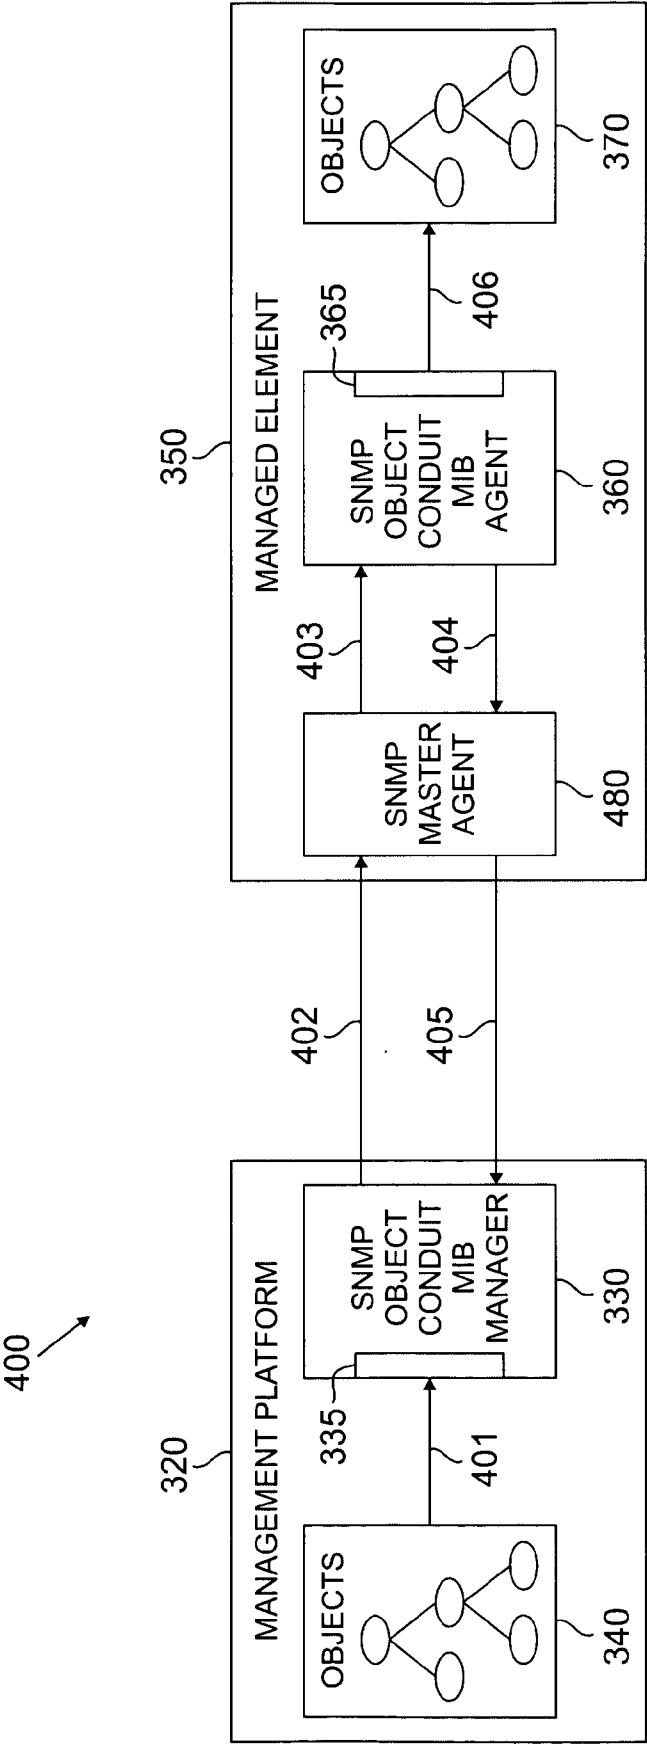 400
320
MANAGEMENT PLATFORM
OBJECTS
340
401
335
SNMP
OBJECT
CONDUIT
MIB
MANAGER
330
402
405
350
MANAGED ELEMENT
SNMP
MASTER
AGENT
480
403
404
SNMP
OBJECT
CONDUIT
MIB
AGENT
365
360
406
OBJECTS
370